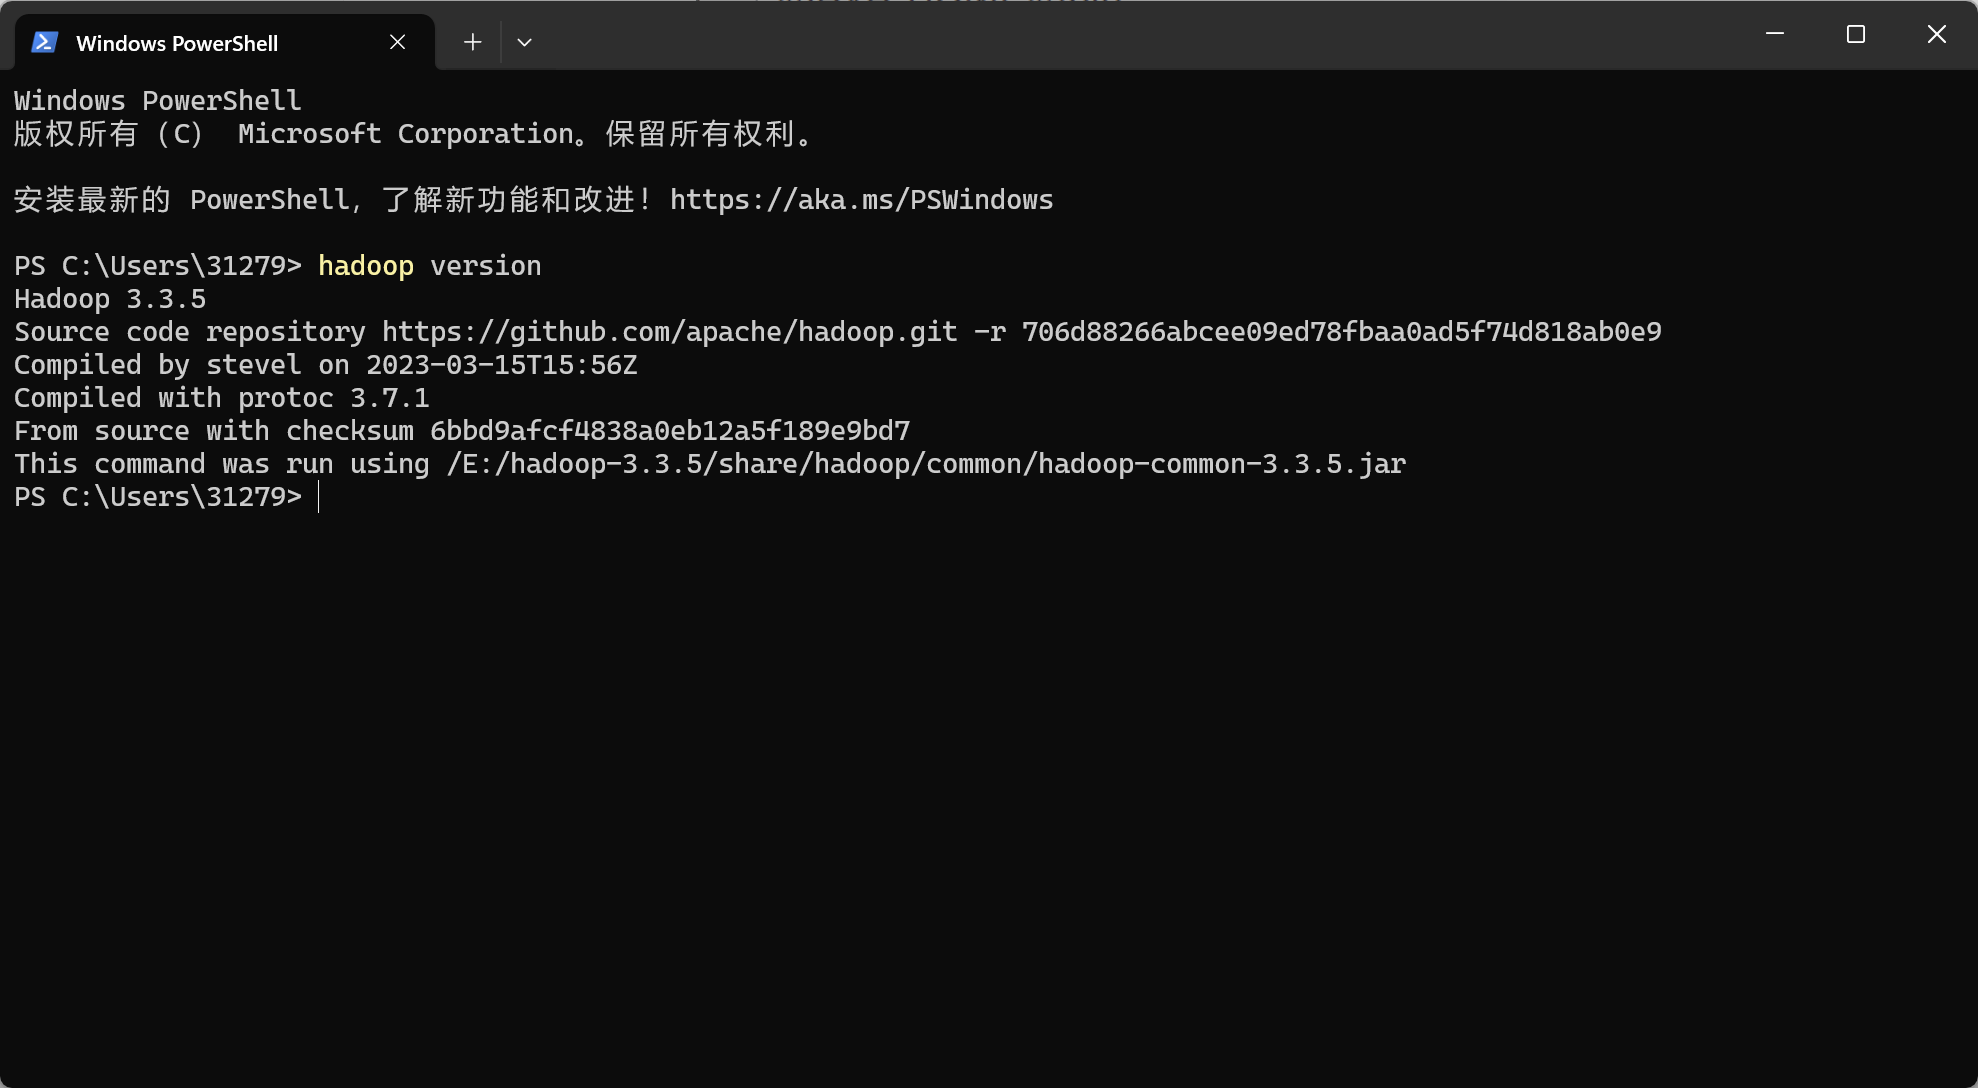 Windows PowerShell
Windows PowerShell
版权所有（C） Microsoft Corporation。保留所有权利。
安装最新的 PowerShell，了解新功能和改进！https://aka.ms/PSWindows
PS C:\Users\31279> hadoop version
Hadoop 3.3.5
Source code repository https://github.com/apache/hadoop.git -r 706d88266abcee09ed78fbaa0ad5f74d818ab0e9
Compiled by stevel on 2023-03-15T15:56Z
Compiled with protoc 3.7.1
From source with checksum 6bbd9afcf4838a0eb12a5f189e9bd7
This command was run using /E:/hadoop-3.3.5/share/hadoop/common/hadoop-common-3.3.5.jar
PS C:\Users\31279>